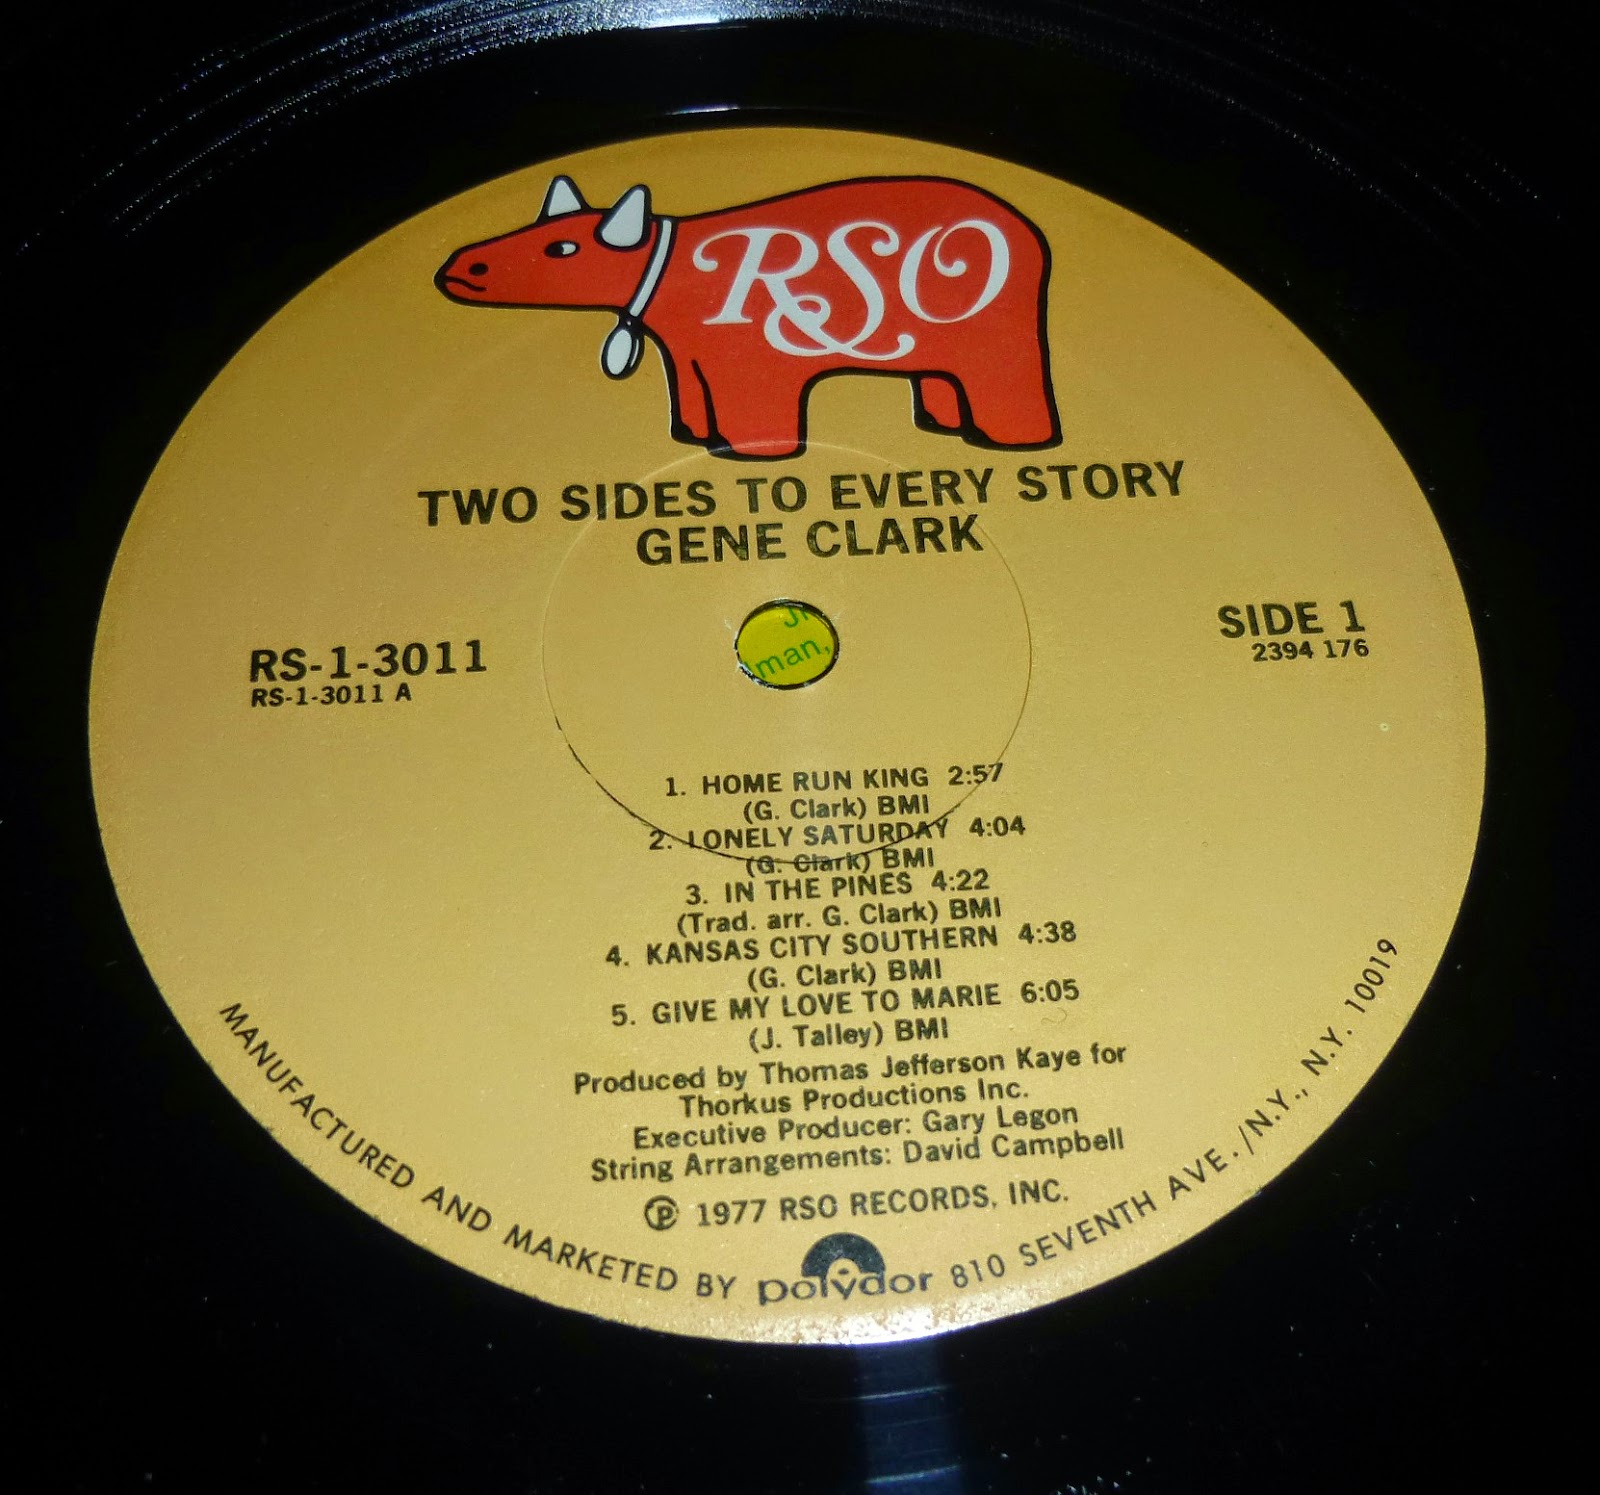 RSO
TWO SIDES TO EVERY STORY
GENE CLARK
RS-1-3011
RS-1-3011 A
SIDE 1
2394 176
man,
1. HOME RUN KING 2:57
(G. Clark) BMI
2. LONELY SATURDAY 4:04
(G. Clark) BMI
3. IN THE PINES 4:22
(Trad. arr. G. Clark) BMI
4. KANSAS CITY SOUTHERN 4:38
(G. Clark) BMI
5. GIVE MY LOVE TO MARIE 6:05
(J. Talley) BMI
Produced by Thomas Jefferson Kaye for
Thorkus Productions Inc.
Executive Producer: Gary Legon
String Arrangements: David Campbell
Ⓟ 1977 RSO RECORDS, INC.
MANUFACTURED AND MARKETED BY polydor 810 SEVENTH AVE./N.Y., N.Y. 10019